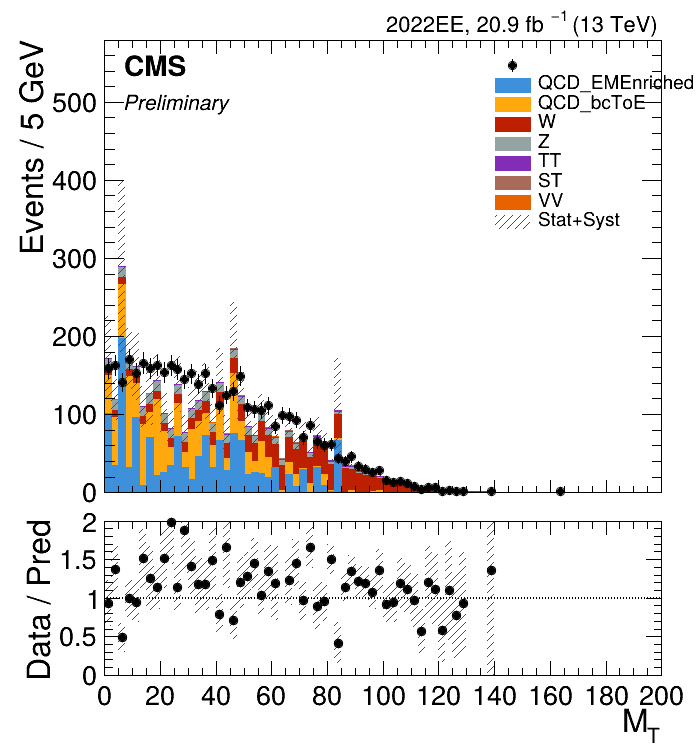 2022EE, 20.9 fb⁻¹ (13 TeV)
CMS
Preliminary
QCD_EMEnriched
QCD_bcToE
W
Z
TT
ST
VV
Stat+Syst
Events / 5 GeV
500
400
300
200
100
0
Data / Pred
2
1.5
1
0.5
0
0 20 40 60 80 100 120 140 160 180 200
M_T